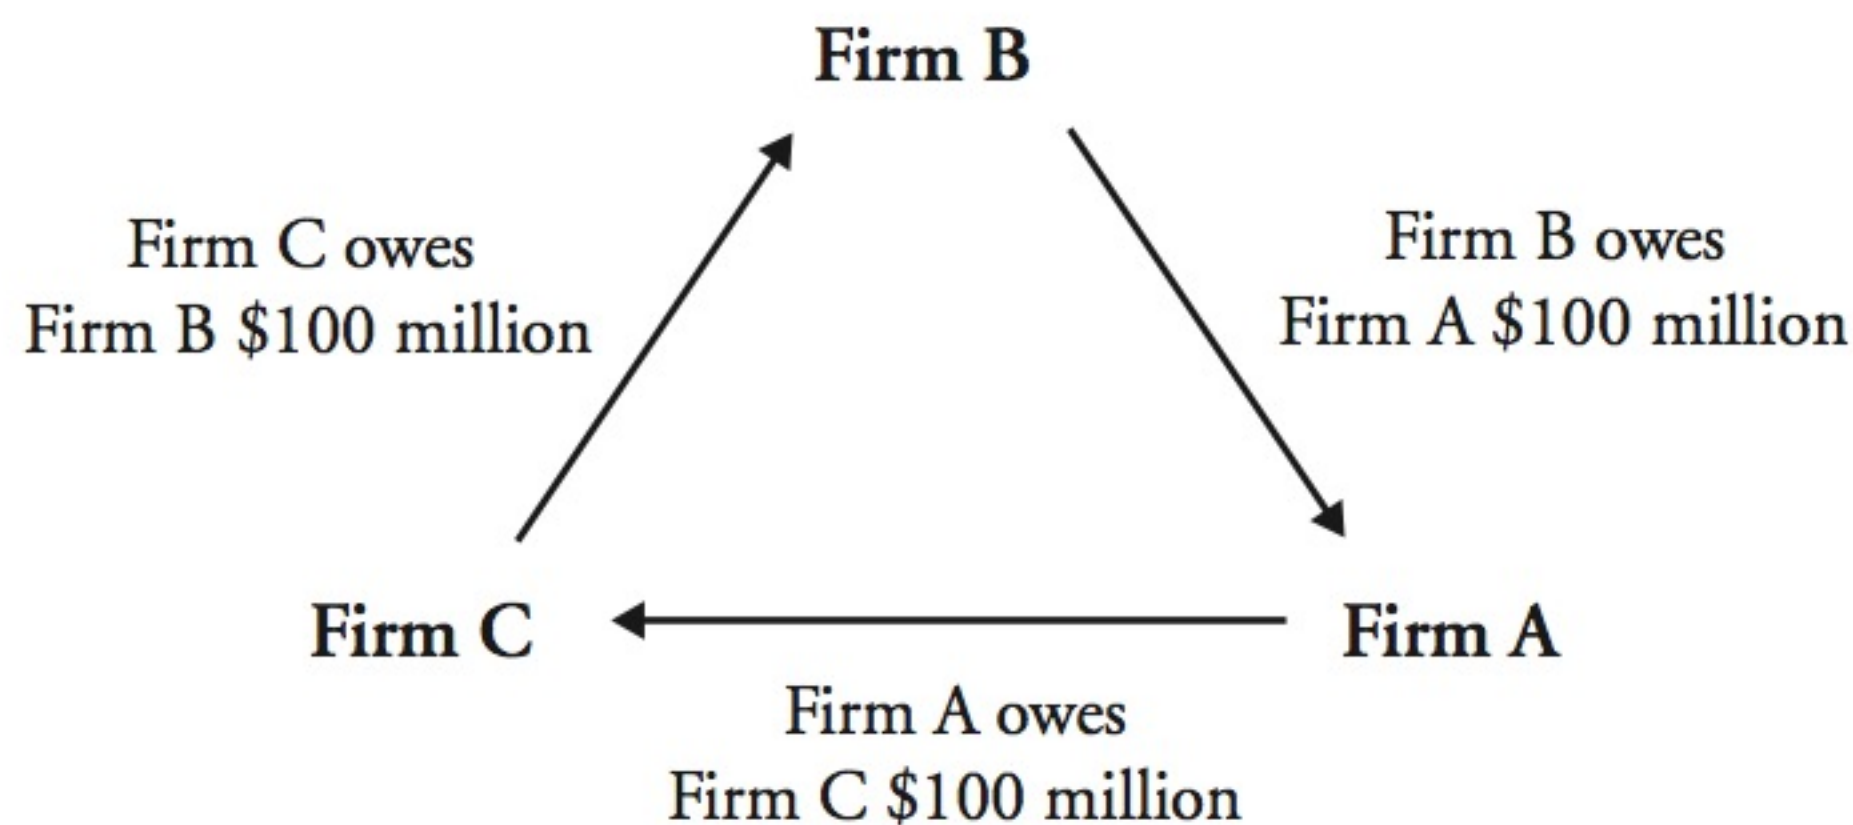 Firm B
Firm C owes
Firm B $100 million
Firm B owes
Firm A $100 million
Firm C
Firm A
Firm A owes
Firm C $100 million